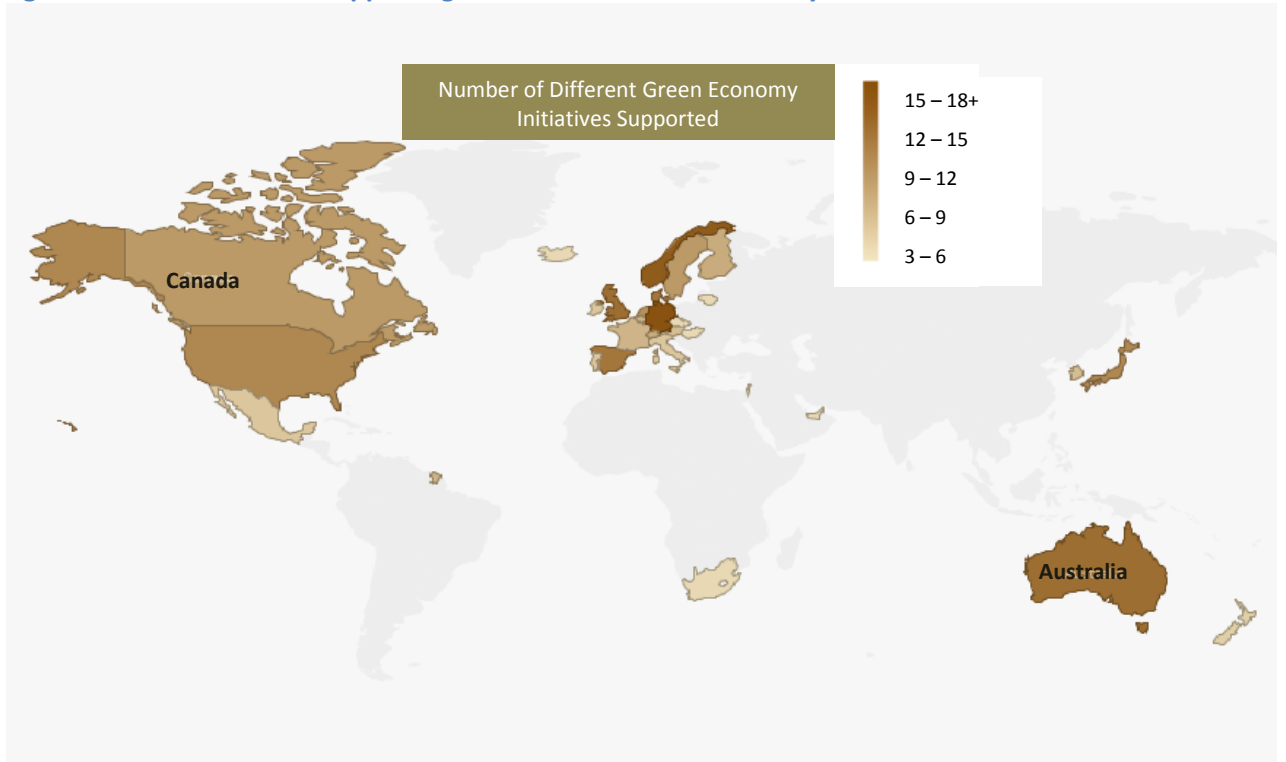 Number of Different Green Economy
Initiatives Supported
15 – 18+
12 – 15
9 – 12
6 – 9
3 – 6
Canada
Australia